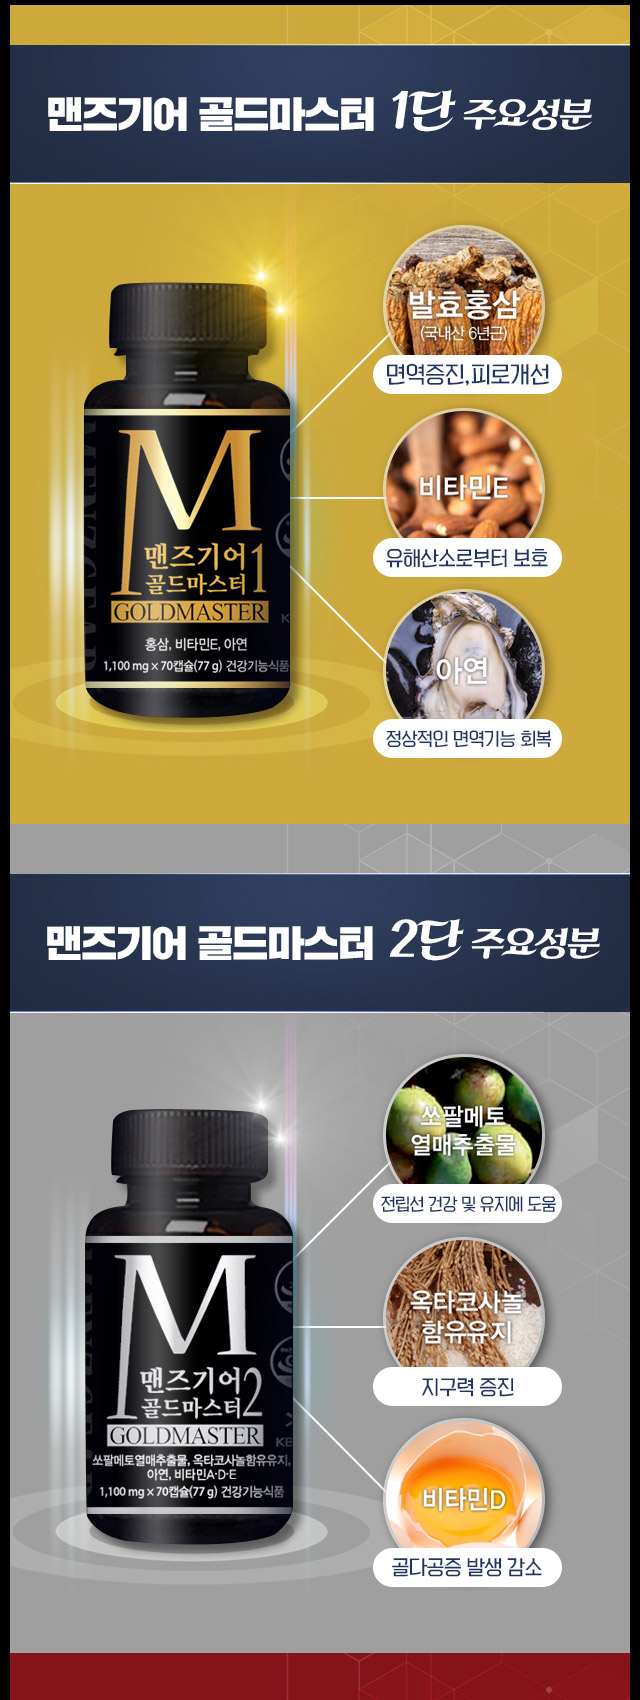 맨즈기어 골드마스터 1단 주요성분
발효홍삼
(국내산 6년근)
면역증진,피로개선
비타민E
유해산소로부터 보호
아연
정상적인 면역기능 회복
M
맨즈기어
골드마스터1
GOLDMASTER
홍삼, 비타민E, 아연
1,100 mg × 70캡슐(77 g) 건강기능식품
맨즈기어 골드마스터 2단 주요성분
쏘팔메토
열매추출물
전립선 건강 및 유지에 도움
옥타코사놀
함유유지
지구력 증진
비타민D
골다공증 발생 감소
M
맨즈기어
골드마스터2
GOLDMASTER
쏘팔메토열매추출물, 옥타코사놀함유유지,
아연, 비타민A·D·E
1,100 mg × 70캡슐(77 g) 건강기능식품